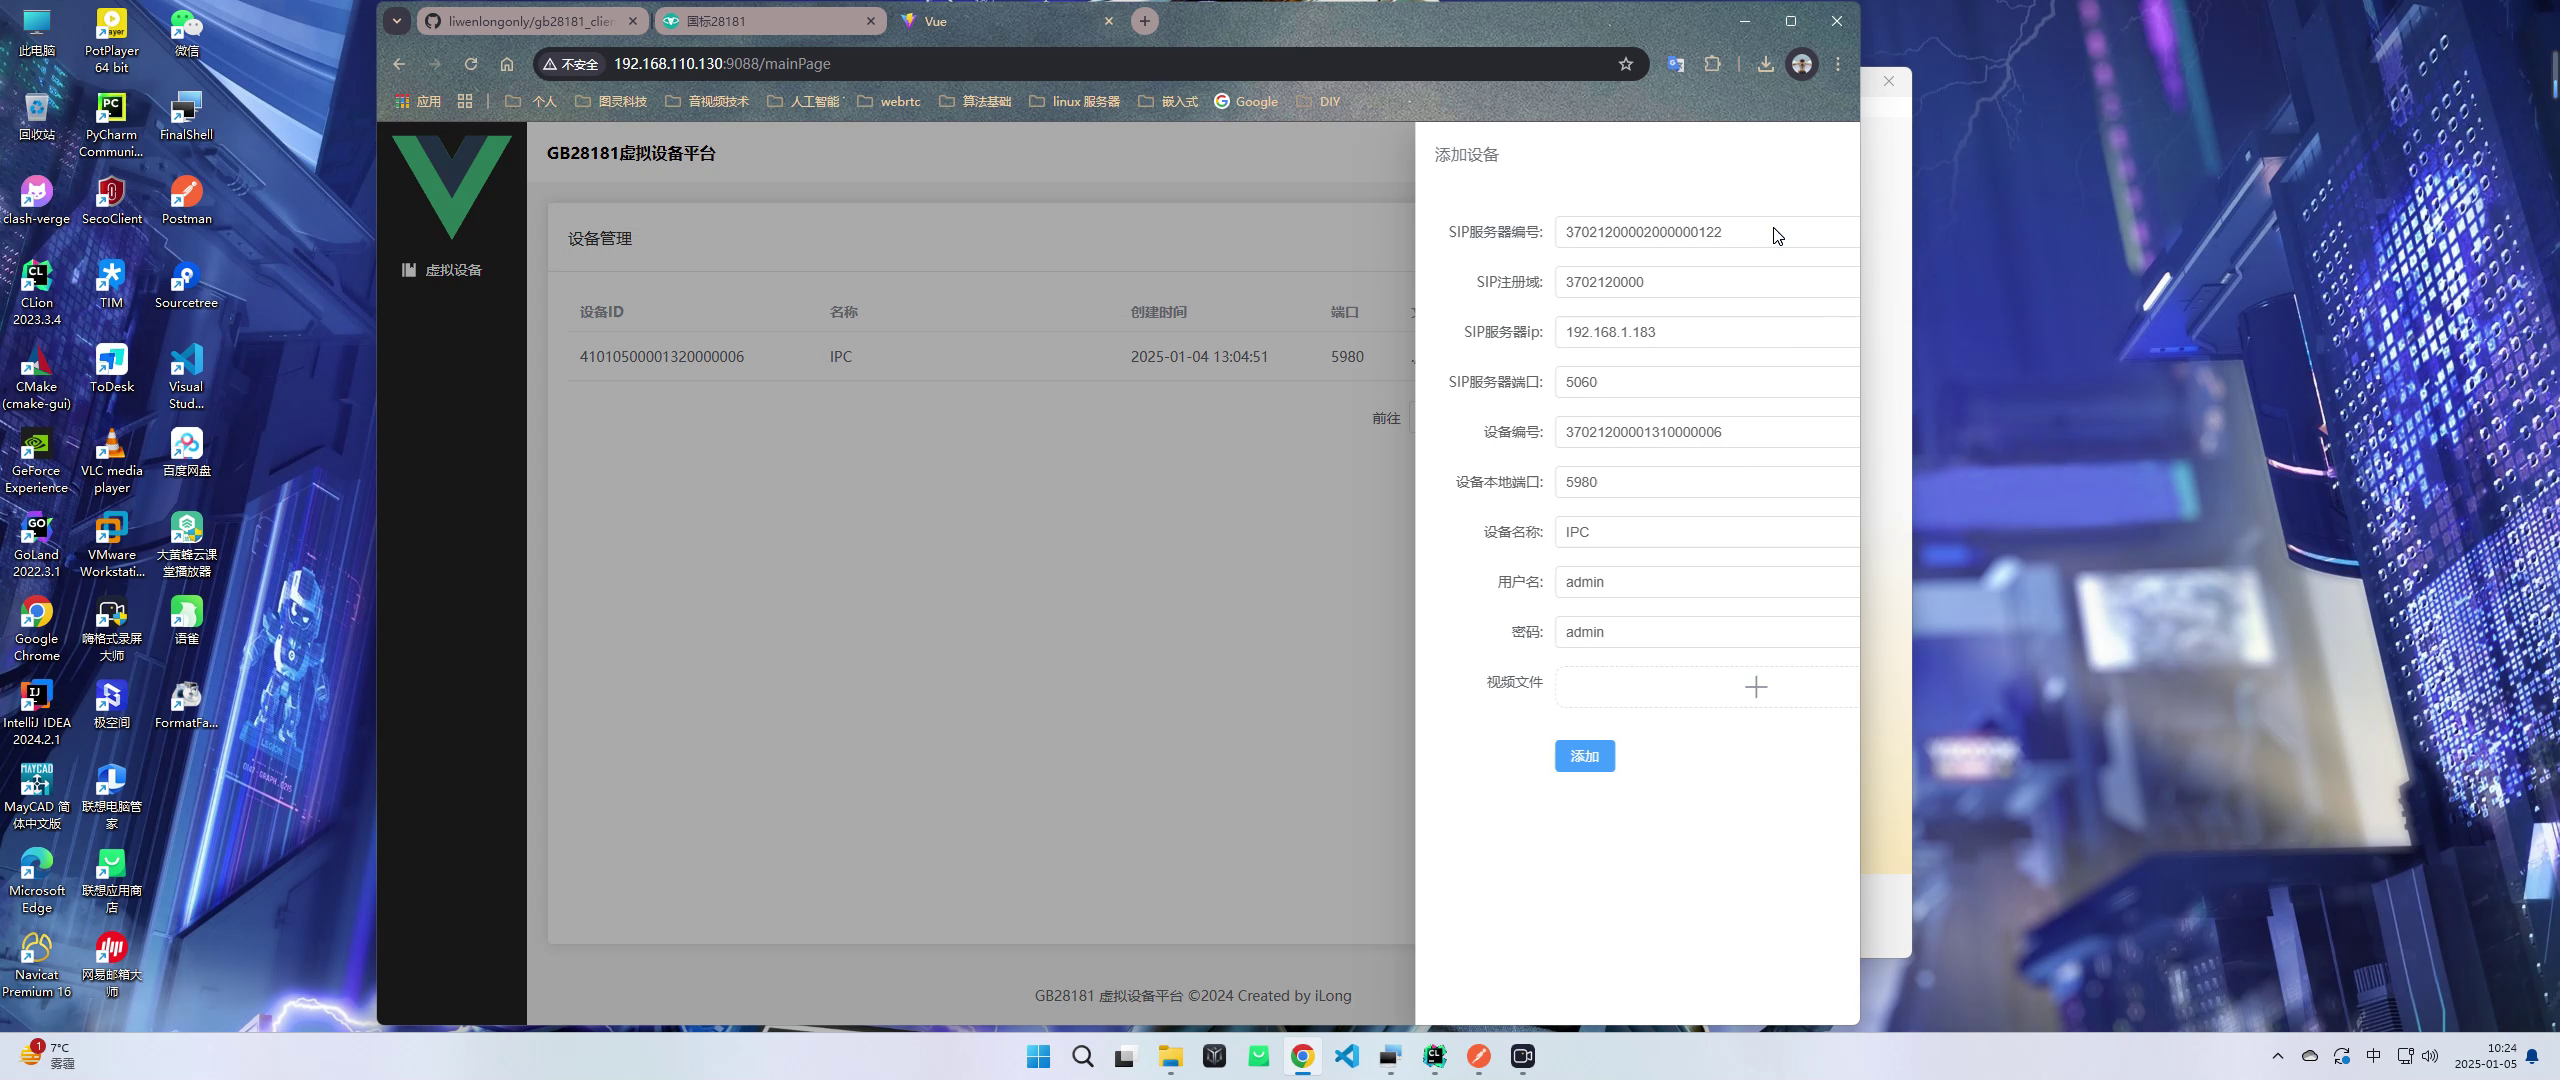 此电脑
PotPlayer
64 bit
微信
回收站
PyCharm
Communi...
FinalShell
clash-verge
SecoClient
Postman
CLion
2023.3.4
TIM
Sourcetree
CMake
(cmake-gui)
ToDesk
Visual
Stud...
GeForce
Experience
VLC media
player
百度网盘
GoLand
2022.3.1
VMware
Workstati...
大黄蜂云课
堂播放器
Google
Chrome
嗨格式录屏
大师
语雀
IntelliJ IDEA
2024.2.1
极空间
FormatFa...
MayCAD 简
体中文版
联想电脑管
家
Microsoft
Edge
联想应用商
店
Navicat
Premium 16
网易邮箱大
师
liwenlongonly/gb28181_clien
国标28181
Vue
不安全
192.168.110.130:9088/mainPage
应用
个人
图灵科技
音视频技术
人工智能
webrtc
算法基础
linux 服务器
嵌入式
Google
DIY
虚拟设备
GB28181虚拟设备平台
设备管理
设备ID 名称 创建时间 端口
41010500001320000006 IPC 2025-01-04 13:04:51 5980
前往
GB28181 虚拟设备平台 ©2024 Created by iLong
添加设备
SIP服务器编号: 37021200002000000122
SIP注册域: 3702120000
SIP服务器ip: 192.168.1.183
SIP服务器端口: 5060
设备编号: 37021200001310000006
设备本地端口: 5980
设备名称: IPC
用户名: admin
密码: admin
视频文件
添加
1
7°C
雾霾
中
10:24
2025-01-05